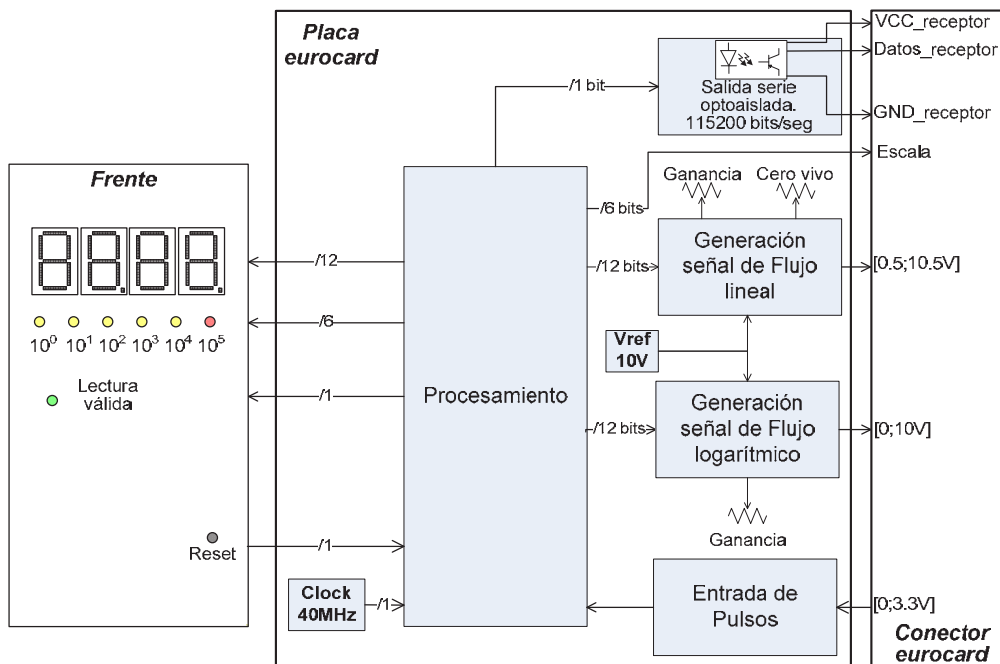 Placa
eurocard
VCC_receptor
Datos_receptor
GND_receptor
Escala
/1 bit
Salida serie
optoaislada.
115200 bits/seg
Frente
10⁰ 10¹ 10² 10³ 10⁴ 10⁵
Lectura
válida
Reset
/12
/6
/1
/1
Clock
40MHz
/1
Procesamiento
/6 bits
Ganancia
Cero vivo
/12 bits
Generación
señal de Flujo
lineal
[0.5;10.5V]
Vref
10V
/12 bits
Generación
señal de Flujo
logarítmico
[0;10V]
Ganancia
Entrada de
Pulsos
[0;3.3V]
Conector
eurocard